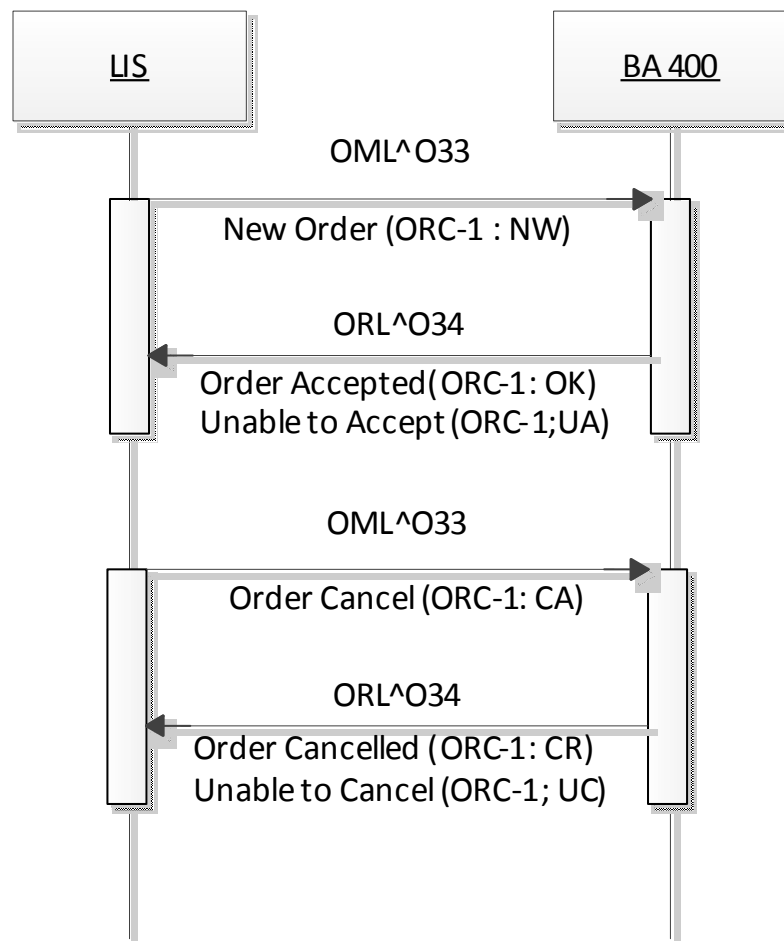 LIS
BA 400
OML^O33
New Order (ORC-1 : NW)
ORL^O34
Order Accepted(ORC-1: OK)
Unable to Accept (ORC-1;UA)
OML^O33
Order Cancel (ORC-1: CA)
ORL^O34
Order Cancelled (ORC-1: CR)
Unable to Cancel (ORC-1; UC)